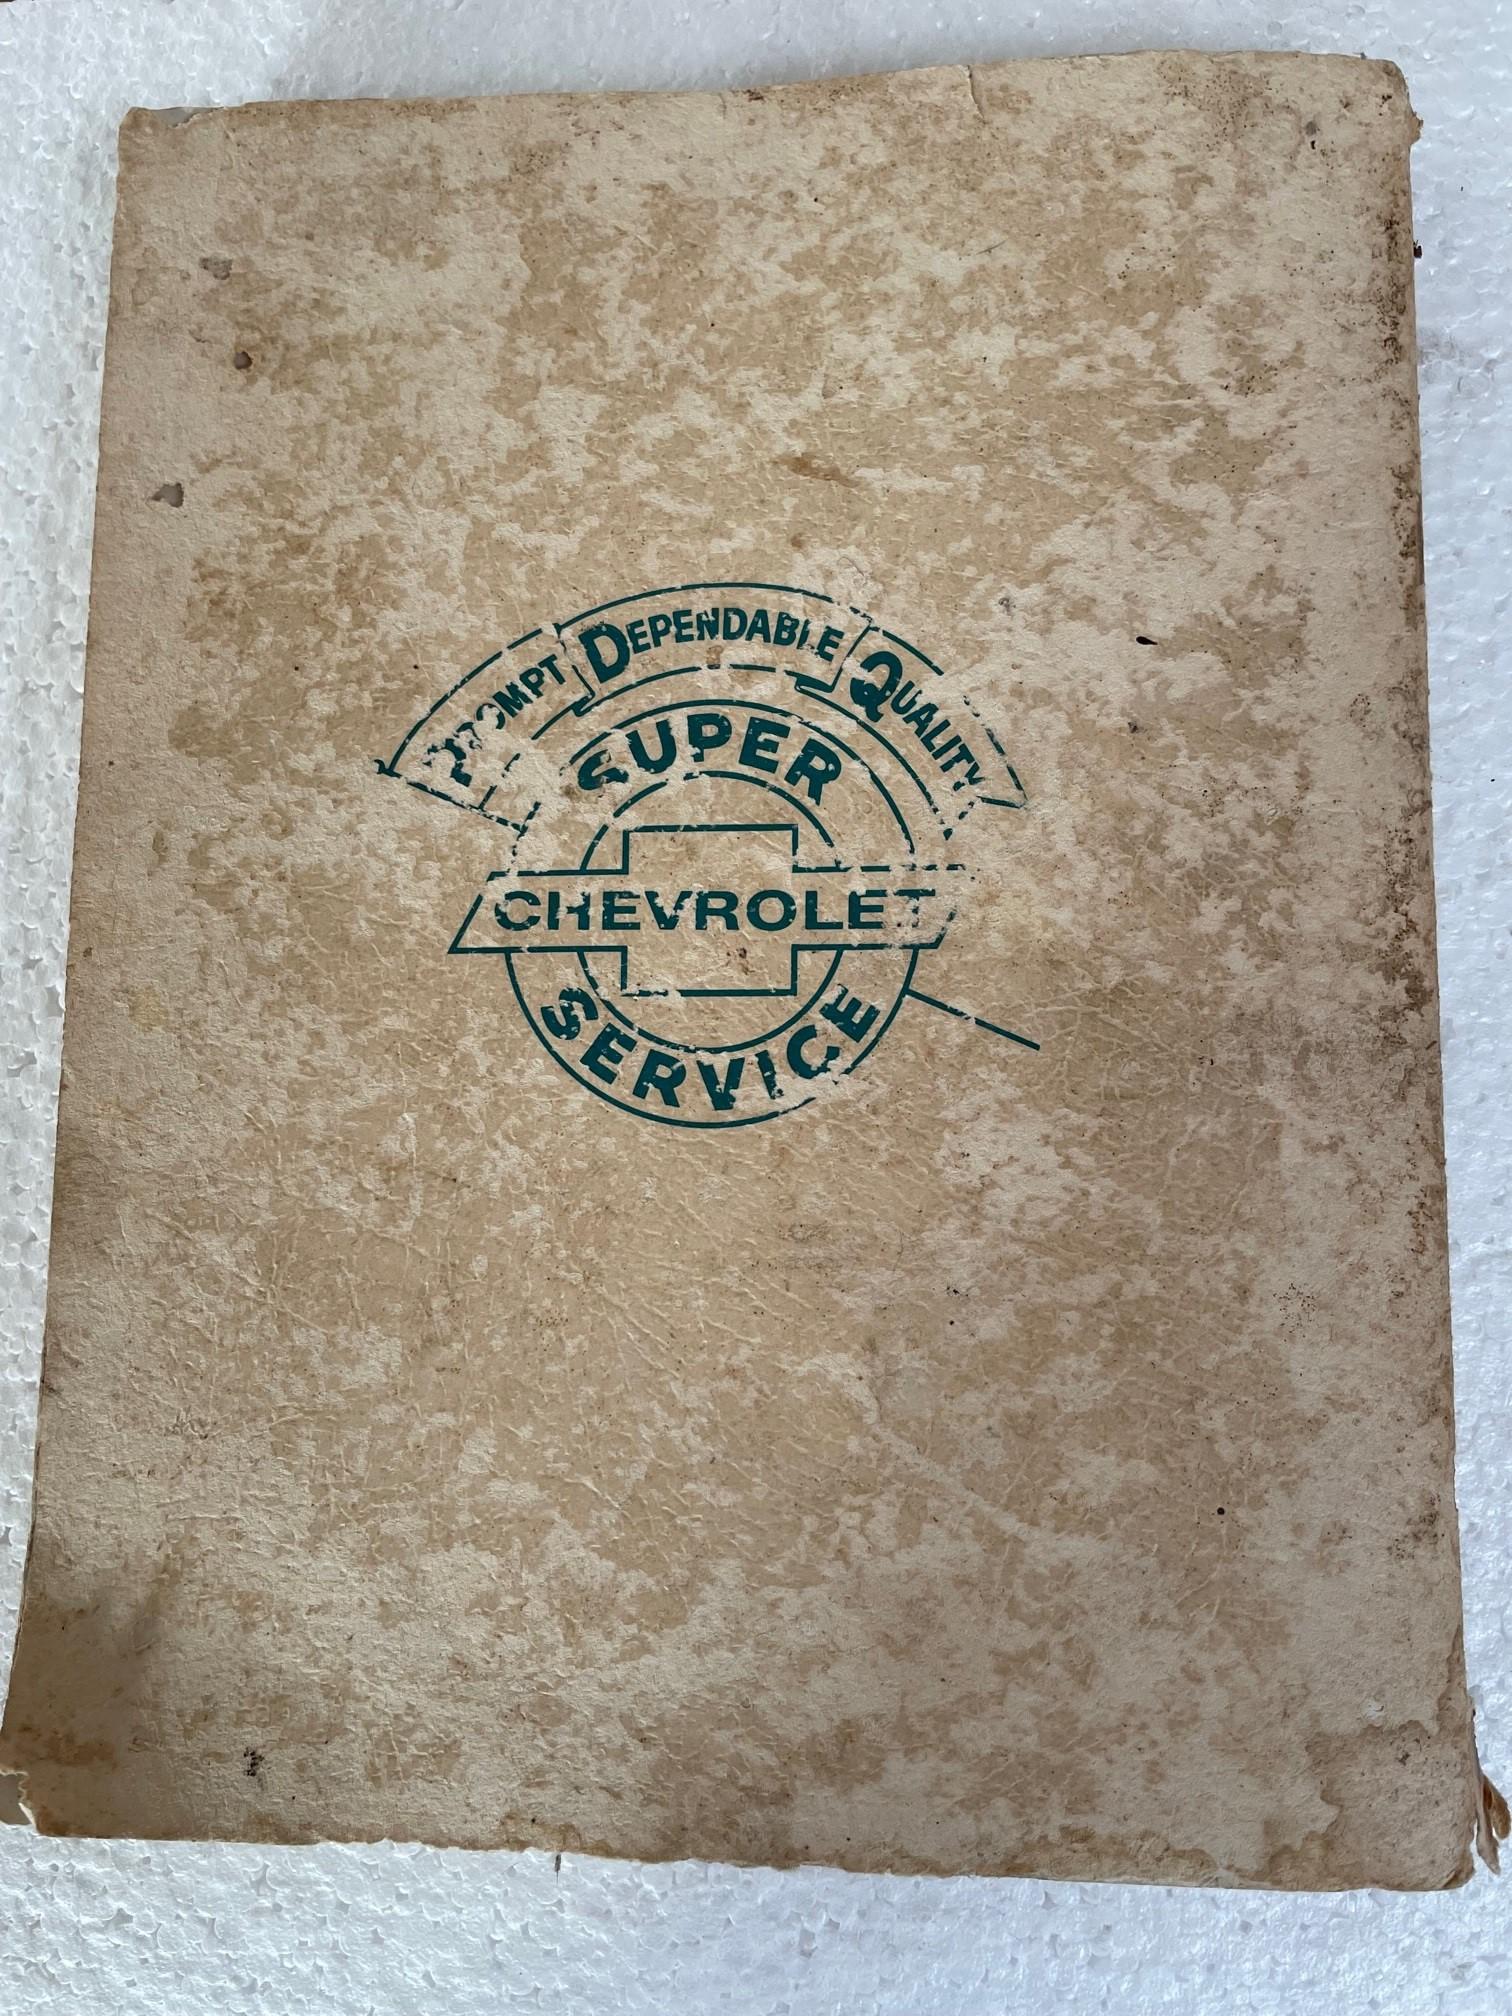 PROMPT DEPENDABLE QUALITY
SUPER
CHEVROLET
SERVICE